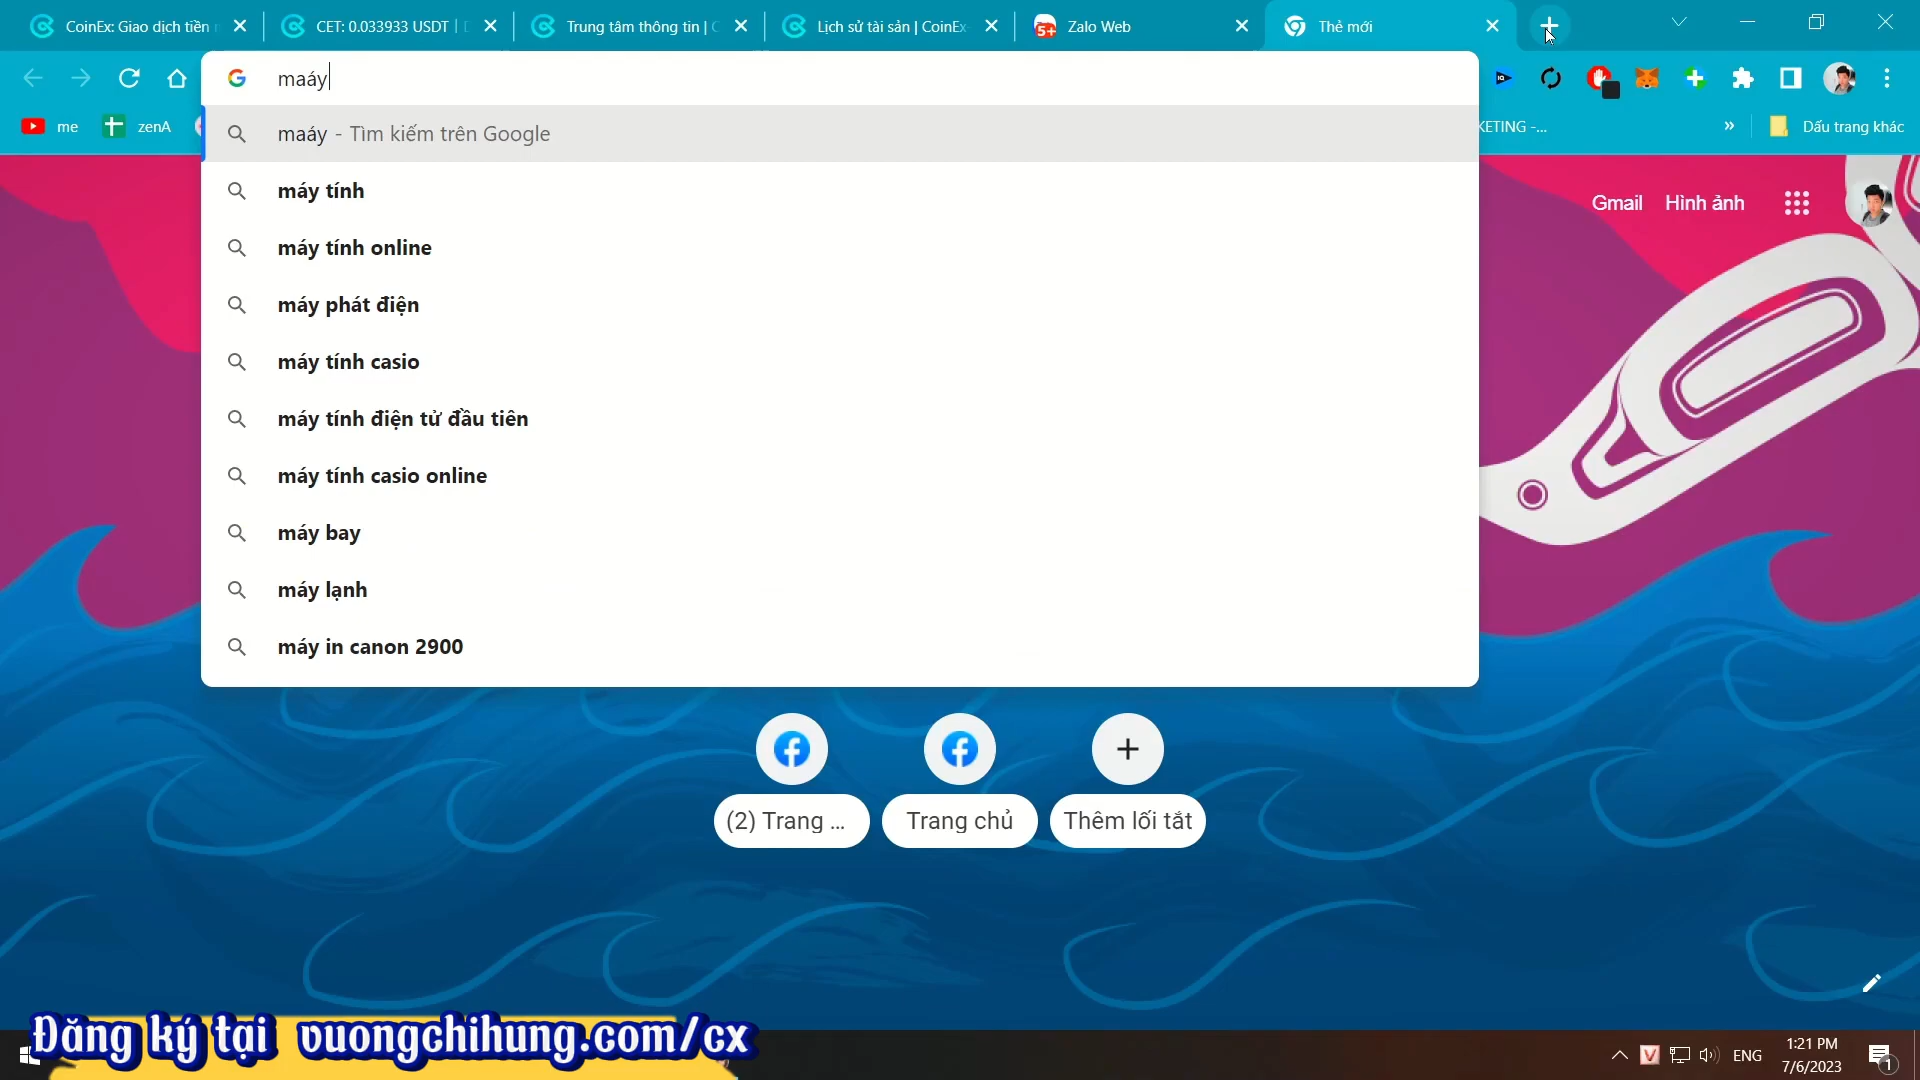 CoinEx: Giao dịch tiền
CET: 0.033933 USDT |
Trung tâm thông tin |
Lịch sử tài sản | CoinEx
Zalo Web
Thẻ mới
maáy
me
zenA
KETING -...
»
Dấu trang khác
maáy - Tìm kiếm trên Google
máy tính
máy tính online
máy phát điện
máy tính casio
máy tính điện tử đầu tiên
máy tính casio online
máy bay
máy lạnh
máy in canon 2900
Gmail
Hình ảnh
(2) Trang ...
Trang chủ
Thêm lối tắt
Đăng ký tại vuongchihung.com/cx
ENG
1:21 PM
7/6/2023
1